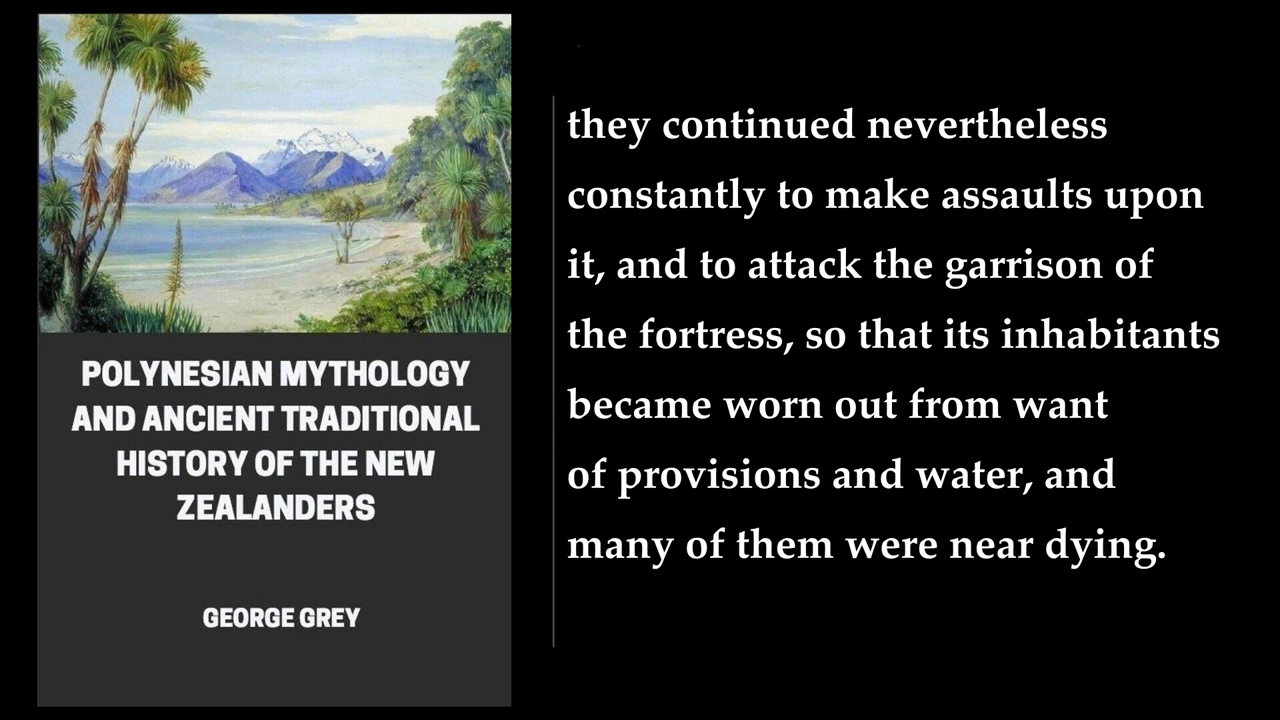 POLYNESIAN MYTHOLOGY
AND ANCIENT TRADITIONAL
HISTORY OF THE NEW
ZEALANDERS
GEORGE GREY
they continued nevertheless
constantly to make assaults upon
it, and to attack the garrison of
the fortress, so that its inhabitants
became worn out from want
of provisions and water, and
many of them were near dying.